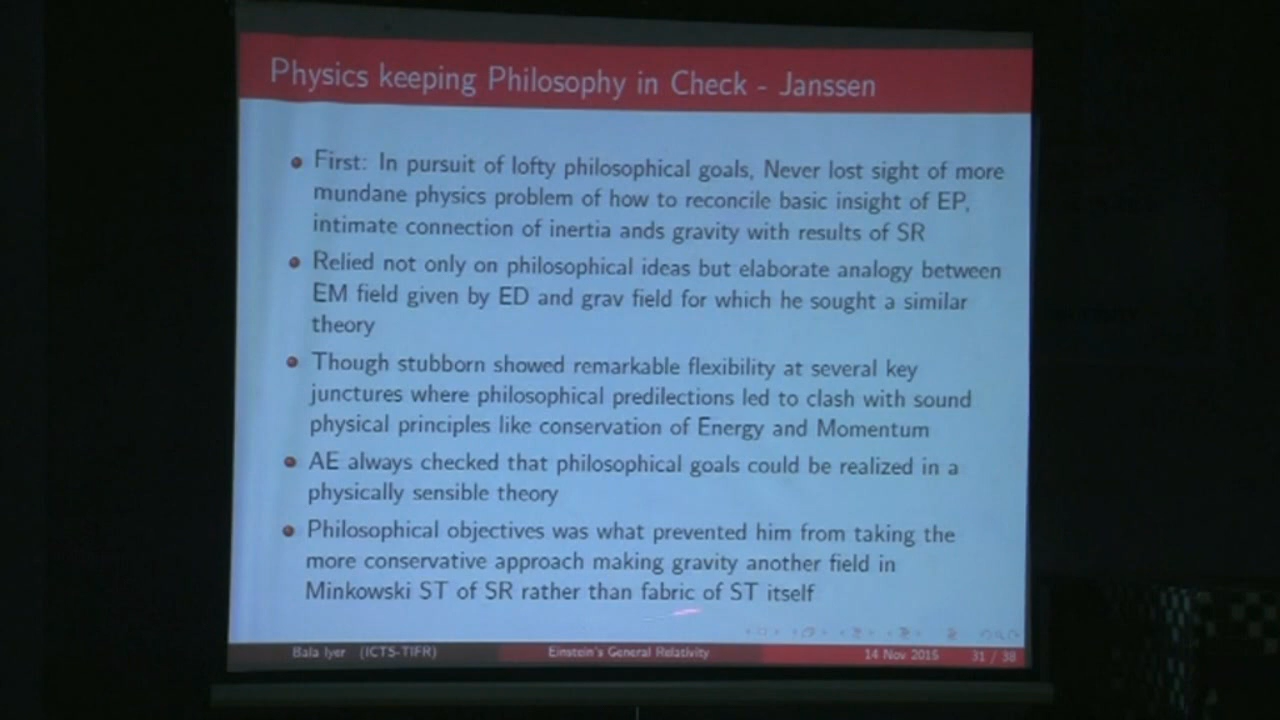 Physics keeping Philosophy in Check - Janssen
First: In pursuit of lofty philosophical goals, Never lost sight of more
mundane physics problem of how to reconcile basic insight of EP,
intimate connection of inertia ands gravity with results of SR
Relied not only on philosophical ideas but elaborate analogy between
EM field given by ED and grav field for which he sought a similar
theory
Though stubborn showed remarkable flexibility at several key
junctures where philosophical predilections led to clash with sound
physical principles like conservation of Energy and Momentum
AE always checked that philosophical goals could be realized in a
physically sensible theory
Philosophical objectives was what prevented him from taking the
more conservative approach making gravity another field in
Minkowski ST of SR rather than fabric of ST itself
Bala Iyer (ICTS-TIFR) Einstein's General Relativity 14 Nov 2015 31 / 38